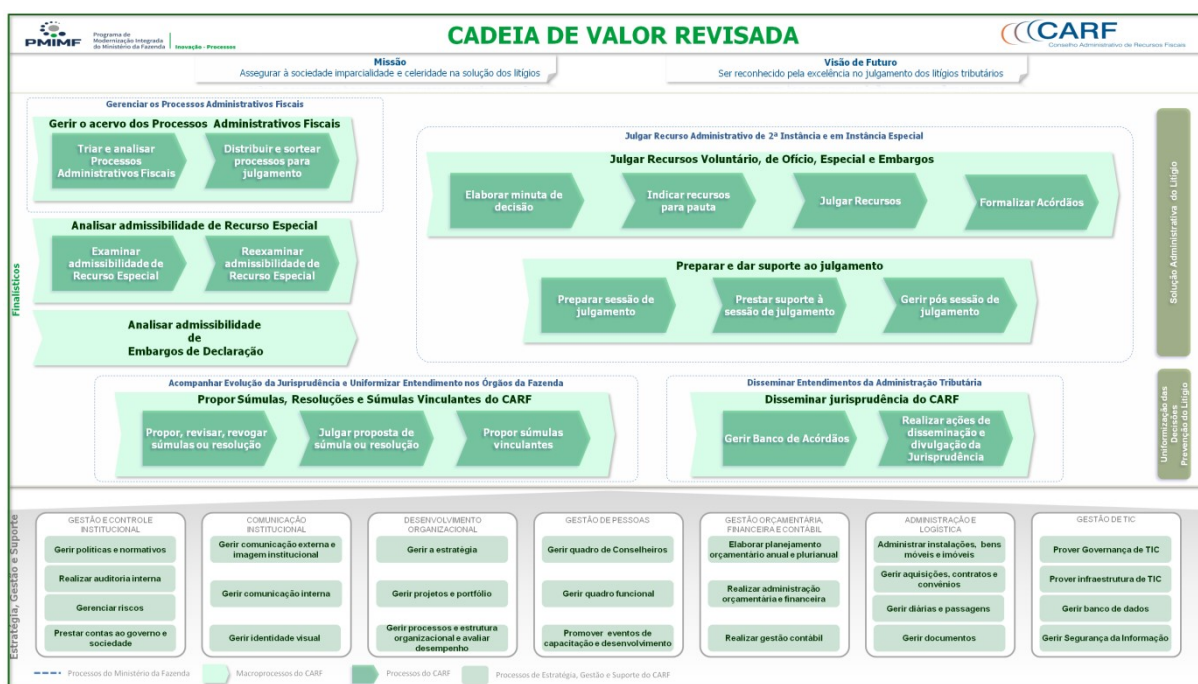 PMIMF
Programa de
Modernização Integrada
do Ministério da Fazenda
Inovação - Processos
CADEIA DE VALOR REVISADA
CARF
Conselho Administrativo de Recursos Fiscais
Missão
Assegurar à sociedade imparcialidade e celeridade na solução dos litígios
Visão de Futuro
Ser reconhecido pela excelência no julgamento dos litígios tributários
Finalísticos
Gerenciar os Processos Administrativos Fiscais
Gerir o acervo dos Processos Administrativos Fiscais
Triar e analisar
Processos
Administrativos Fiscais
Distribuir e sortear
processos para
julgamento
Analisar admissibilidade de Recurso Especial
Examinar
admissibilidade de
Recurso Especial
Reexaminar
admissibilidade de
Recurso Especial
Analisar admissibilidade
de
Embargos de Declaração
Julgar Recurso Administrativo de 2ª Instância e em Instância Especial
Julgar Recursos Voluntário, de Ofício, Especial e Embargos
Elaborar minuta de
decisão
Indicar recursos
para pauta
Julgar Recursos
Formalizar Acórdãos
Preparar e dar suporte ao julgamento
Preparar sessão de
julgamento
Prestar suporte à
sessão de julgamento
Gerir pós sessão de
julgamento
Solução Administrativa do Litígio
Acompanhar Evolução da Jurisprudência e Uniformizar Entendimento nos Órgãos da Fazenda
Propor Súmulas, Resoluções e Súmulas Vinculantes do CARF
Propor, revisar, revogar
súmulas ou resolução
Julgar proposta de
súmula ou resolução
Propor súmulas
vinculantes
Disseminar Entendimentos da Administração Tributária
Disseminar jurisprudência do CARF
Gerir Banco de Acórdãos
Realizar ações de
disseminação e
divulgação da
Jurisprudência
Uniformização das
Decisões
Prevenção do Litígio
Estratégia, Gestão e Suporte
GESTÃO E CONTROLE
INSTITUCIONAL
Gerir políticas e normativos
Realizar auditoria interna
Gerenciar riscos
Prestar contas ao governo e
sociedade
COMUNICAÇÃO
INSTITUCIONAL
Gerir comunicação externa e
imagem institucional
Gerir comunicação interna
Gerir identidade visual
DESENVOLVIMENTO
ORGANIZACIONAL
Gerir a estratégia
Gerir projetos e portfólio
Gerir processos e estrutura
organizacional e avaliar
desempenho
GESTÃO DE PESSOAS
Gerir quadro de Conselheiros
Gerir quadro funcional
Promover eventos de
capacitação e desenvolvimento
GESTÃO ORÇAMENTÁRIA,
FINANCEIRA E CONTÁBIL
Elaborar planejamento
orçamentário anual e plurianual
Realizar administração
orçamentária e financeira
Realizar gestão contábil
ADMINISTRAÇÃO E
LOGÍSTICA
Administrar instalações, bens
móveis e imóveis
Gerir aquisições, contratos e
convênios
Gerir diárias e passagens
Gerir documentos
GESTÃO DE TIC
Prover Governança de TIC
Prover infraestrutura de TIC
Gerir banco de dados
Gerir Segurança da Informação
Processos do Ministério da Fazenda
Macroprocessos do CARF
Processos do CARF
Processos de Estratégia, Gestão e Suporte do CARF